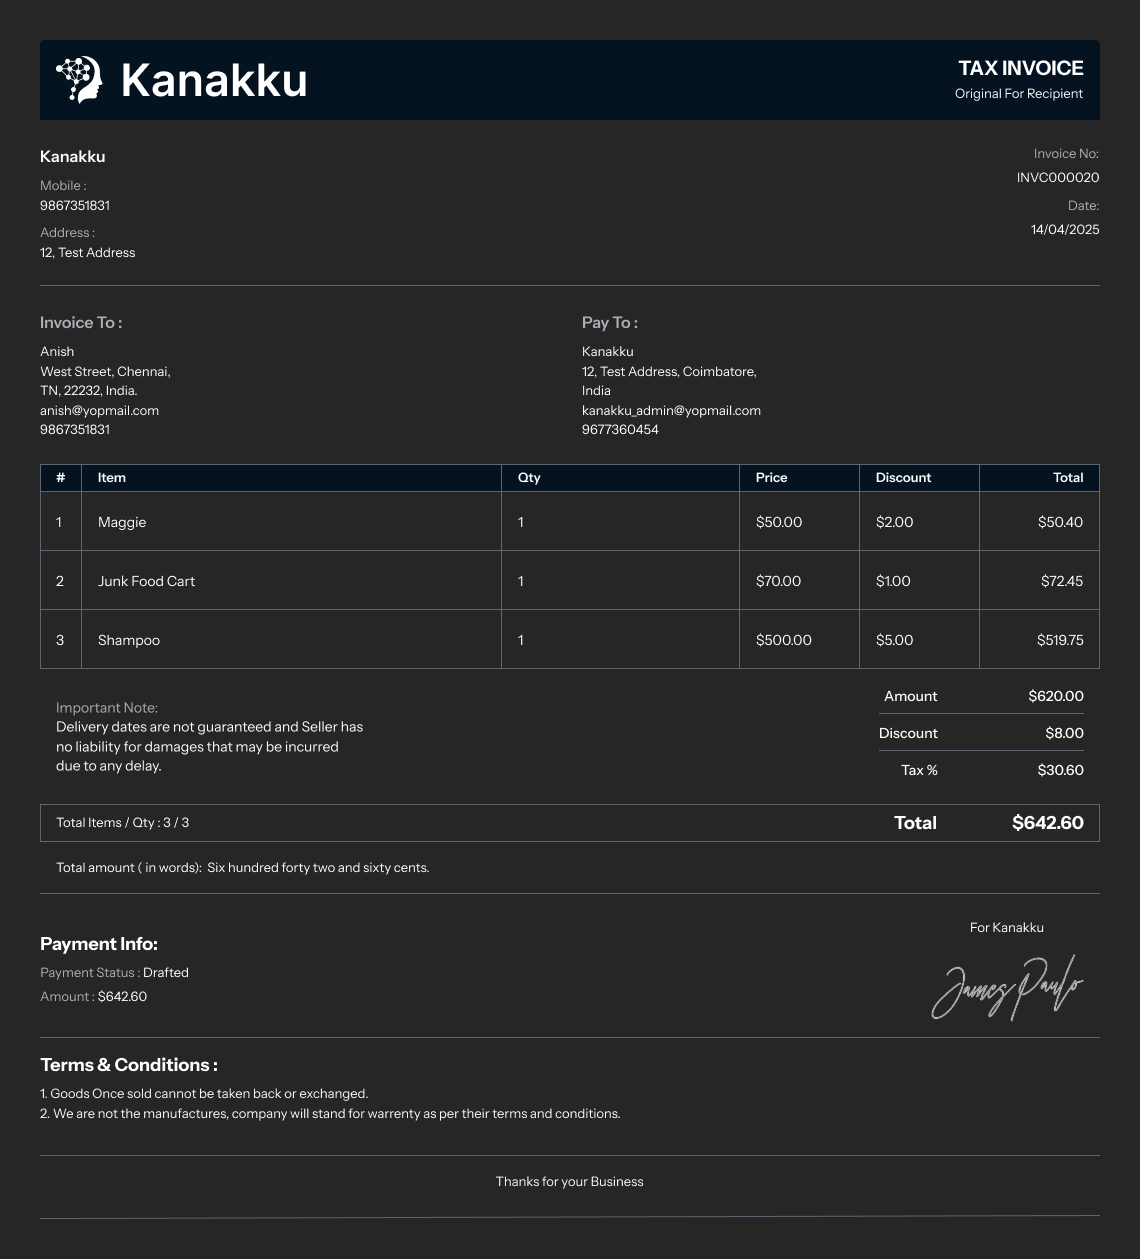 Kanakku
TAX INVOICE
Original For Recipient
Kanakku
Mobile :
9867351831
Address :
12, Test Address
Invoice No:
INVC000020
Date:
14/04/2025
Invoice To :
Anish
West Street, Chennai,
TN, 22232, India.
anish@yopmail.com
9867351831
Pay To :
Kanakku
12, Test Address, Coimbatore,
India
kanakku_admin@yopmail.com
9677360454
# Item Qty Price Discount Total
1 Maggie 1 $50.00 $2.00 $50.40
2 Junk Food Cart 1 $70.00 $1.00 $72.45
3 Shampoo 1 $500.00 $5.00 $519.75
Important Note:
Delivery dates are not guaranteed and Seller has
no liability for damages that may be incurred
due to any delay.
Amount $620.00
Discount $8.00
Tax % $30.60
Total Items / Qty : 3 / 3 Total $642.60
Total amount ( in words): Six hundred forty two and sixty cents.
Payment Info:
Payment Status : Drafted
Amount : $642.60
For Kanakku
James Paulo
Terms & Conditions :
1. Goods Once sold cannot be taken back or exchanged.
2. We are not the manufactures, company will stand for warrenty as per their terms and conditions.
Thanks for your Business